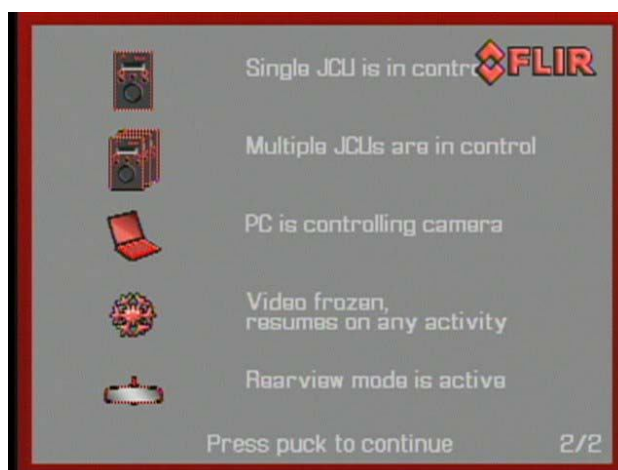 Single JCU is in contro
FLIR
Multiple JCUs are in control
PC is controlling camera
Video frozen,
resumes on any activity
Rearview mode is active
Press puck to continue
2/2